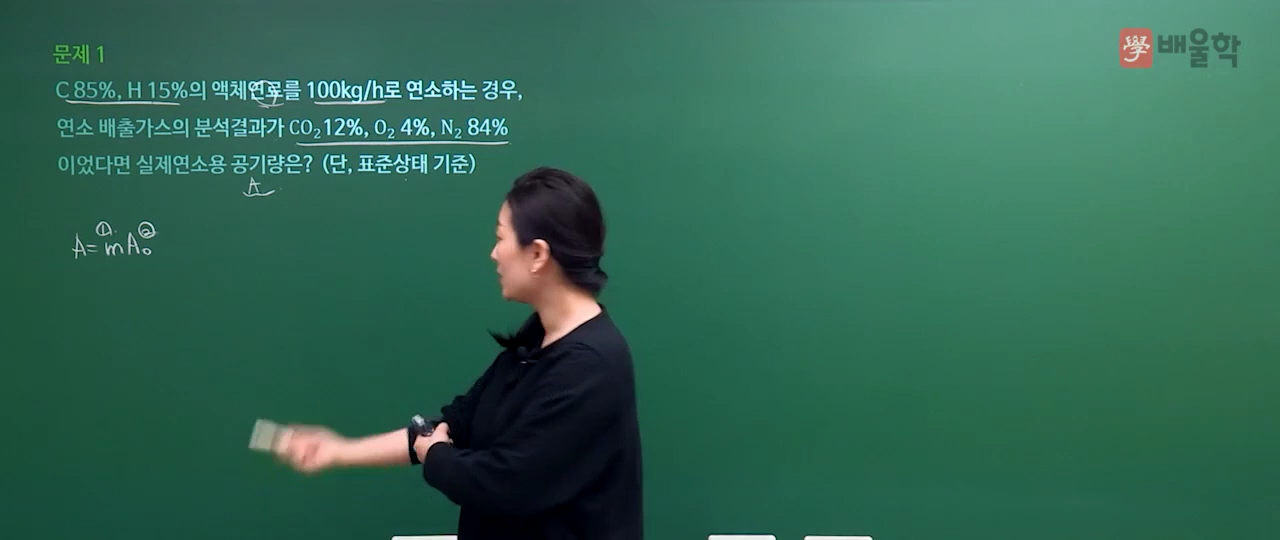 문제 1
C 85%, H 15%의 액체연료를 100kg/h로 연소하는 경우,
연소 배출가스의 분석결과가 CO₂12%, O₂ 4%, N₂ 84%
이었다면 실제연소용 공기량은? (단, 표준상태 기준)
A
① ②
A = mA₀
學 배울학